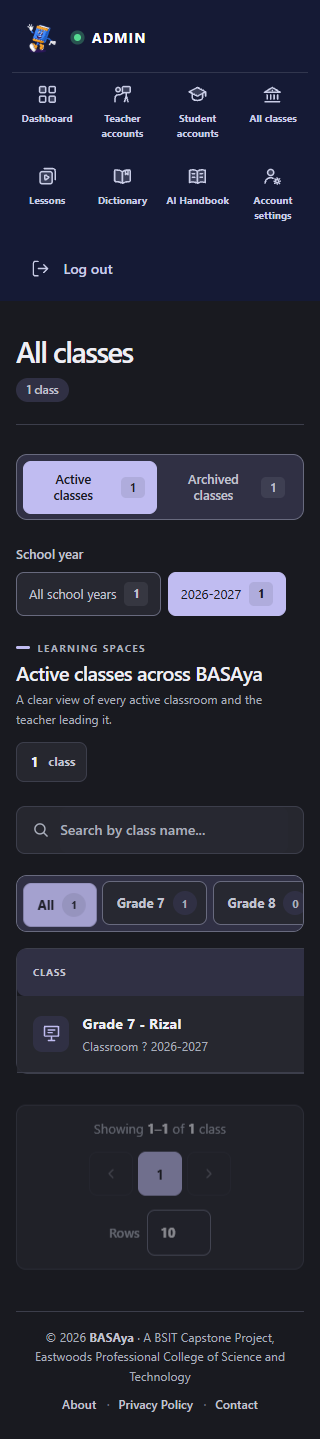 ADMIN
Dashboard
Teacher accounts
Student accounts
All classes
Lessons
Dictionary
AI Handbook
Account settings
Log out
All classes
1 class
Active classes 1
Archived classes 1
School year
All school years 1
2026-2027 1
LEARNING SPACES
Active classes across BASAya
A clear view of every active classroom and the
teacher leading it.
1 class
Search by class name...
All 1
Grade 7 1
Grade 8 0
CLASS
Grade 7 - Rizal
Classroom ? 2026-2027
Showing 1–1 of 1 class
1
Rows 10
© 2026 BASAya · A BSIT Capstone Project,
Eastwoods Professional College of Science and
Technology
About · Privacy Policy · Contact